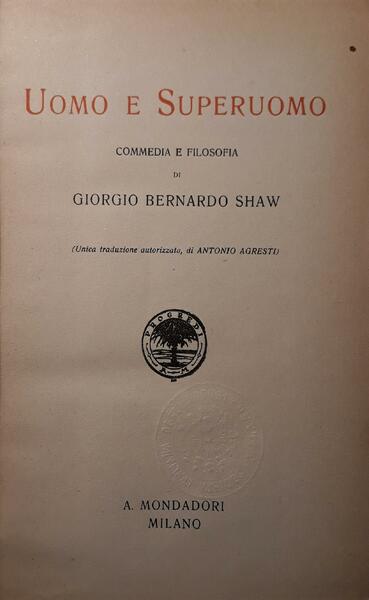 UOMO E SUPERUOMO
COMMEDIA E FILOSOFIA
DI
GIORGIO BERNARDO SHAW
(Unica traduzione autorizzata, di ANTONIO AGRESTI)
PROGREDI
A. M.
A. MONDADORI
MILANO